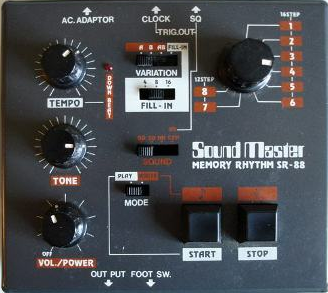 AC. ADAPTOR
CLOCK
SQ
TRIG.OUT
16STEP
A B AB FILL-IN
VARIATION
4 8 16
FILL-IN
1
2
3
4
5
6
12STEP
8
7
TEMPO
DOWN BEAT
SOUND
Sound Master
MEMORY RHYTHM SR-88
TONE
PLAY WRITE
MODE
OFF
VOL./POWER
START
STOP
OUT PUT FOOT SW.